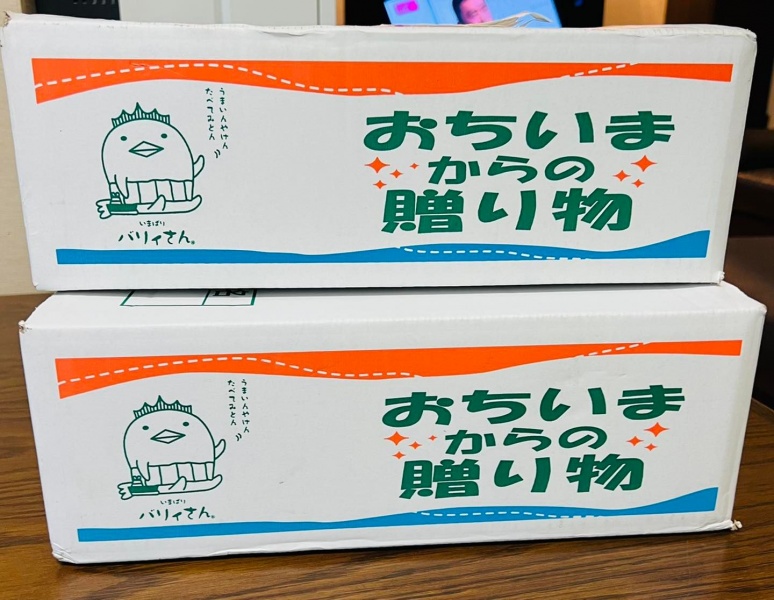 おちいま
からの
贈り物
うまいんやけん
たべてみとん
いまばり
バリィさん®
おちいま
からの
贈り物
うまいんやけん
たべてみとん
いまばり
バリィさん®